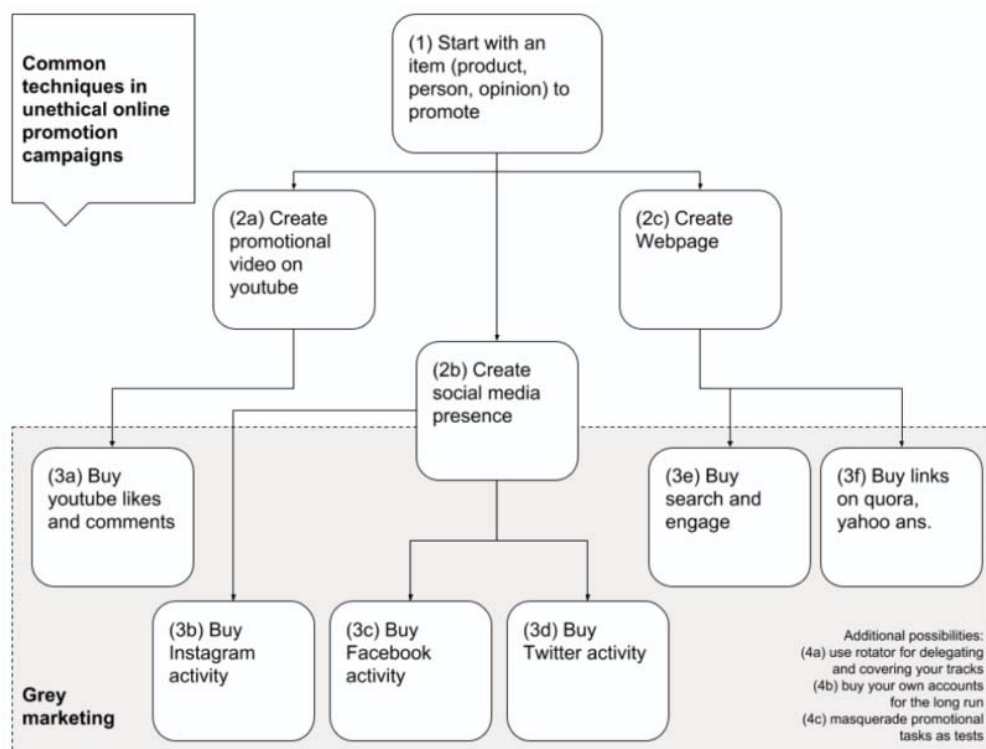 Common
techniques in
unethical online
promotion
campaigns
(1) Start with an
item (product,
person, opinion) to
promote
(2a) Create
promotional
video on
youtube
(2c) Create
Webpage
(2b) Create
social media
presence
(3a) Buy
youtube likes
and comments
(3e) Buy
search and
engage
(3f) Buy links
on quora,
yahoo ans.
(3b) Buy
Instagram
activity
(3c) Buy
Facebook
activity
(3d) Buy
Twitter activity
Additional possibilities:
(4a) use rotator for delegating
and covering your tracks
(4b) buy your own accounts
for the long run
(4c) masquerade promotional
tasks as tests
Grey
marketing